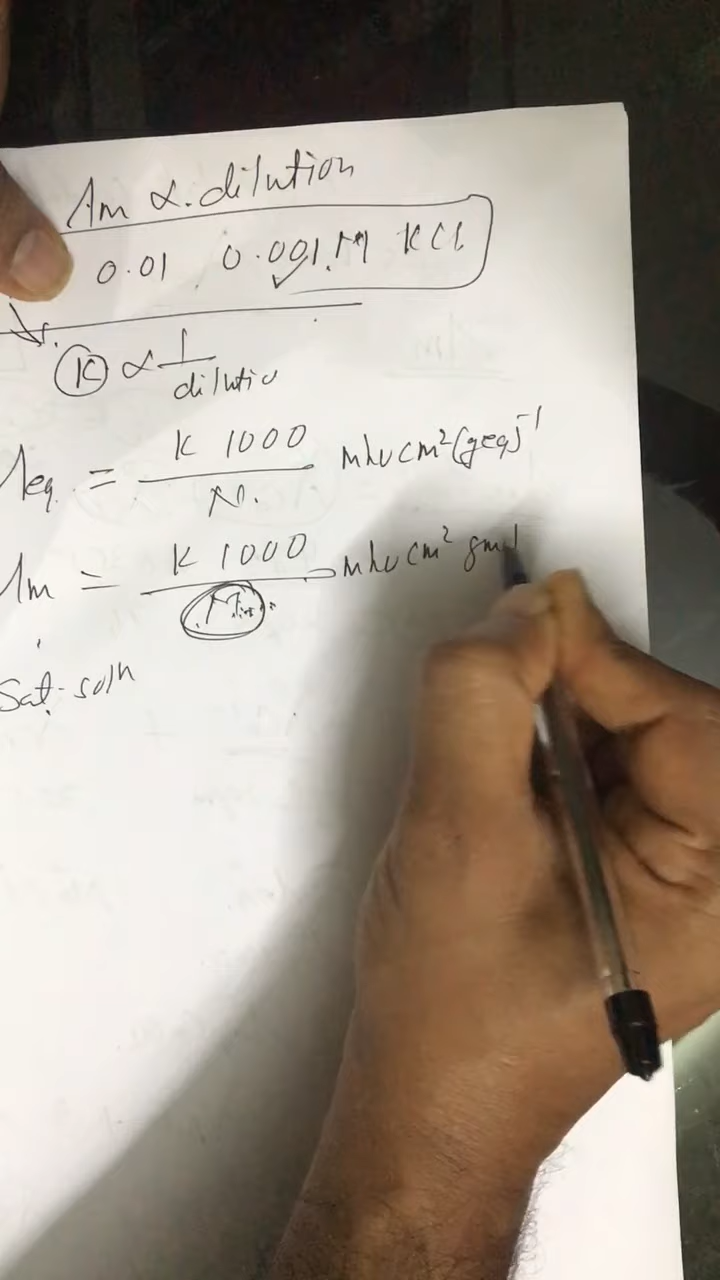 Λm α. dilution
0.01 0.001 M KCl
K α 1/dilutio
Λeq = K 1000 / N. mho cm² (geq)⁻¹
Λm = K 1000 / M mho cm² gmol
Sat. solⁿ